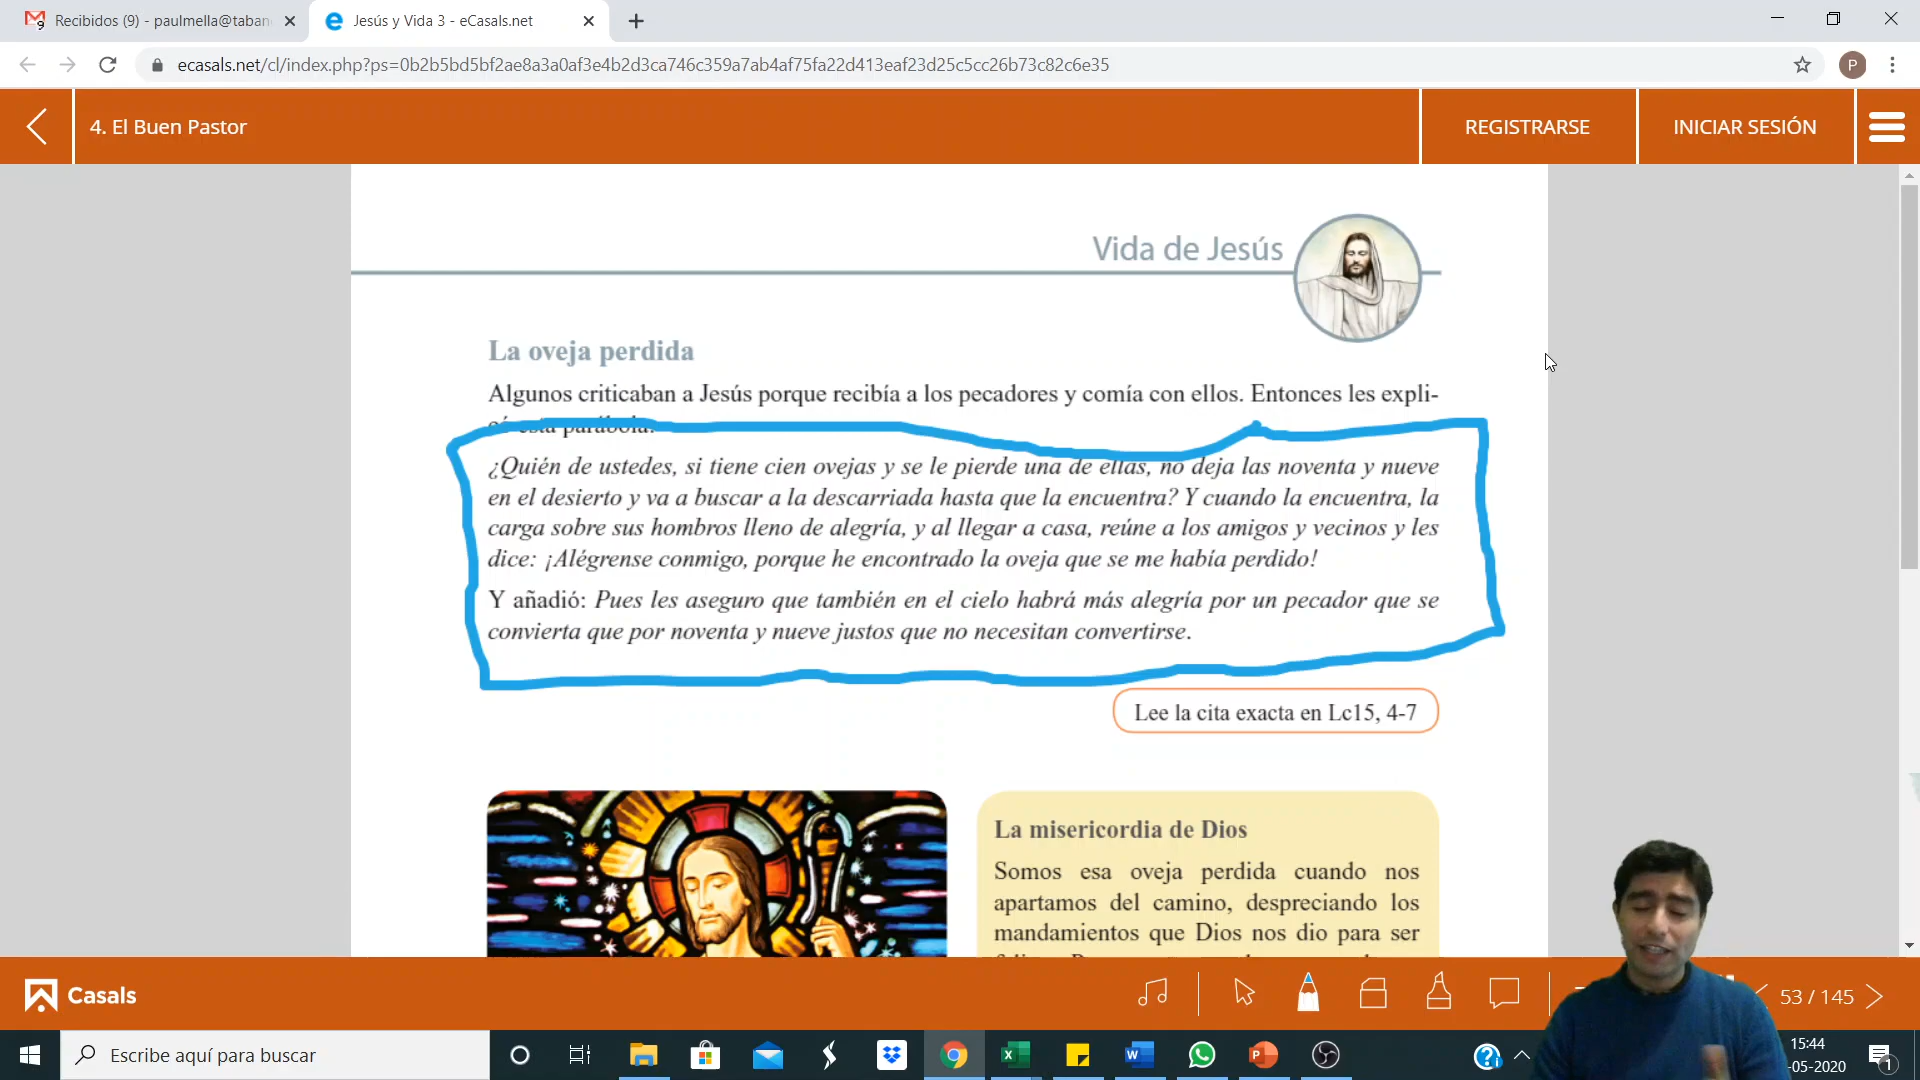 Recibidos (9) - paulmella@taban
Jesús y Vida 3 - eCasals.net
ecasals.net/cl/index.php?ps=0b2b5bd5bf2ae8a3a0af3e4b2d3ca746c359a7ab4af75fa22d413eaf23d25c5cc26b73c82c6e35
P
4. El Buen Pastor
REGISTRARSE
INICIAR SESIÓN
Vida de Jesús
La oveja perdida
Algunos criticaban a Jesús porque recibía a los pecadores y comía con ellos. Entonces les expli-
có esta parábola:
¿Quién de ustedes, si tiene cien ovejas y se le pierde una de ellas, no deja las noventa y nueve
en el desierto y va a buscar a la descarriada hasta que la encuentra? Y cuando la encuentra, la
carga sobre sus hombros lleno de alegría, y al llegar a casa, reúne a los amigos y vecinos y les
dice: ¡Alégrense conmigo, porque he encontrado la oveja que se me había perdido!
Y añadió: Pues les aseguro que también en el cielo habrá más alegría por un pecador que se
convierta que por noventa y nueve justos que no necesitan convertirse.
Lee la cita exacta en Lc15, 4-7
La misericordia de Dios
Somos esa oveja perdida cuando nos
apartamos del camino, despreciando los
mandamientos que Dios nos dio para ser
Casals
53 / 145
Escribe aquí para buscar
15:44
-05-2020
1